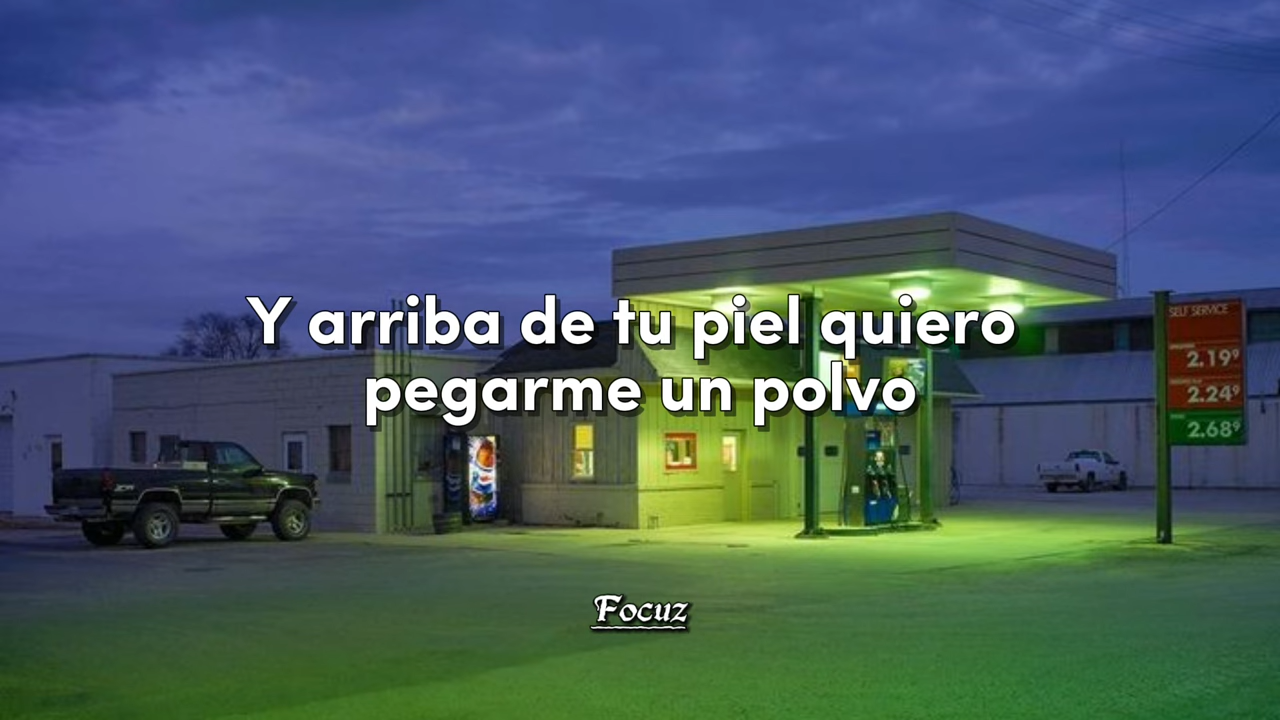 Y arriba de tu piel quiero
pegarme un polvo
SELF SERVICE
2.19⁹
2.24⁹
2.68⁹
Focuz